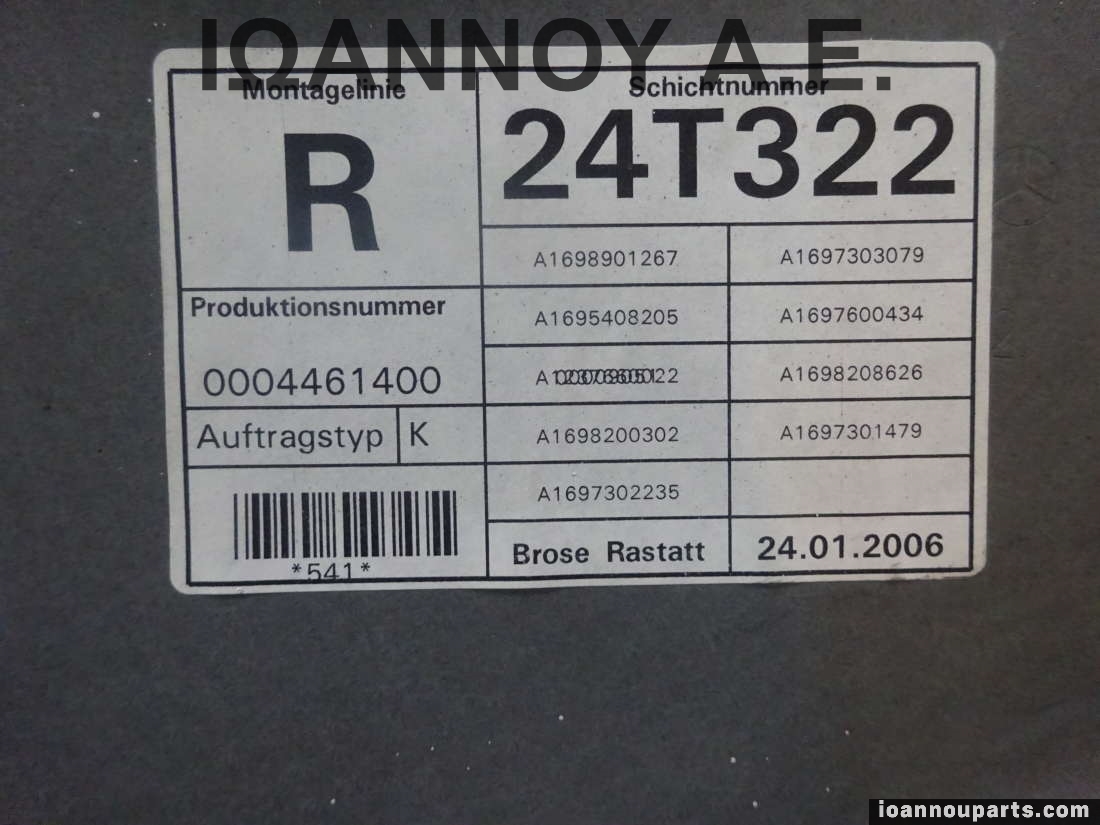 IOANNOY A.E.
Montagelinie
R
Schichtnummer
24T322
A1698901267
A1697303079
Produktionsnummer
0004461400
A1695408205
A1697600434
A1698208626
Auftragstyp K
A1698200302
A1697301479
A1697302235
*541*
Brose Rastatt
24.01.2006
ioannouparts.com